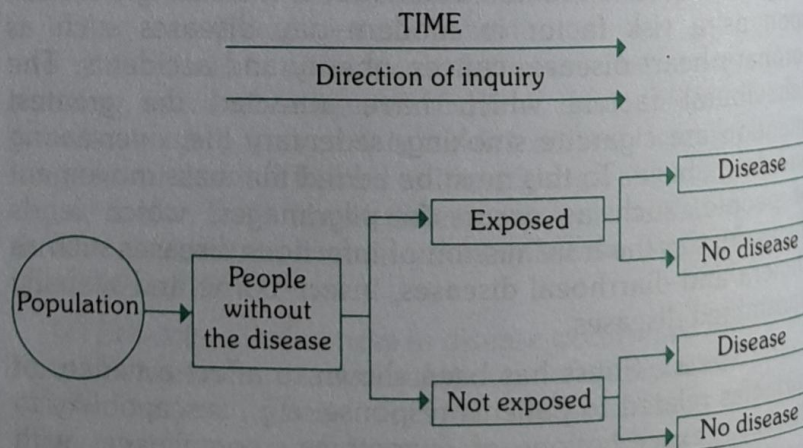 TIME
Direction of inquiry
Disease
Exposed
No disease
Population
People
without
the disease
Disease
Not exposed
No disease